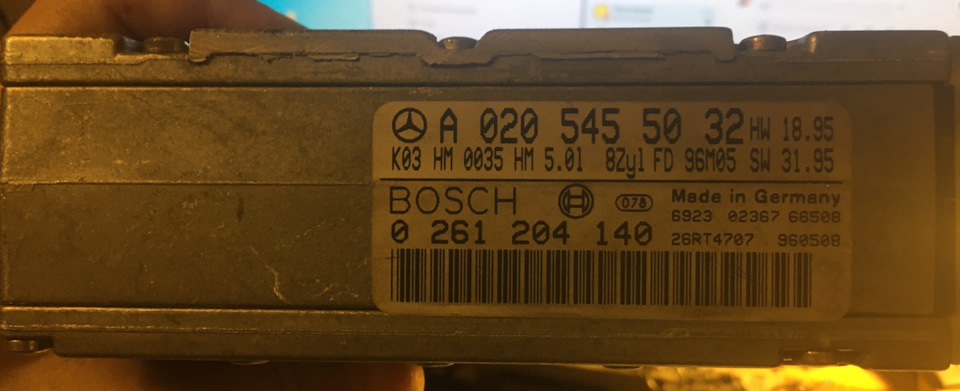 A 020 545 50 32 HW 18.95
K03 HM 0035 HM 5.01 8Zyl FD 96M05 SW 31.95
BOSCH 078 Made in Germany
6923 02367 66508
0 261 204 140 26RT4707 960508